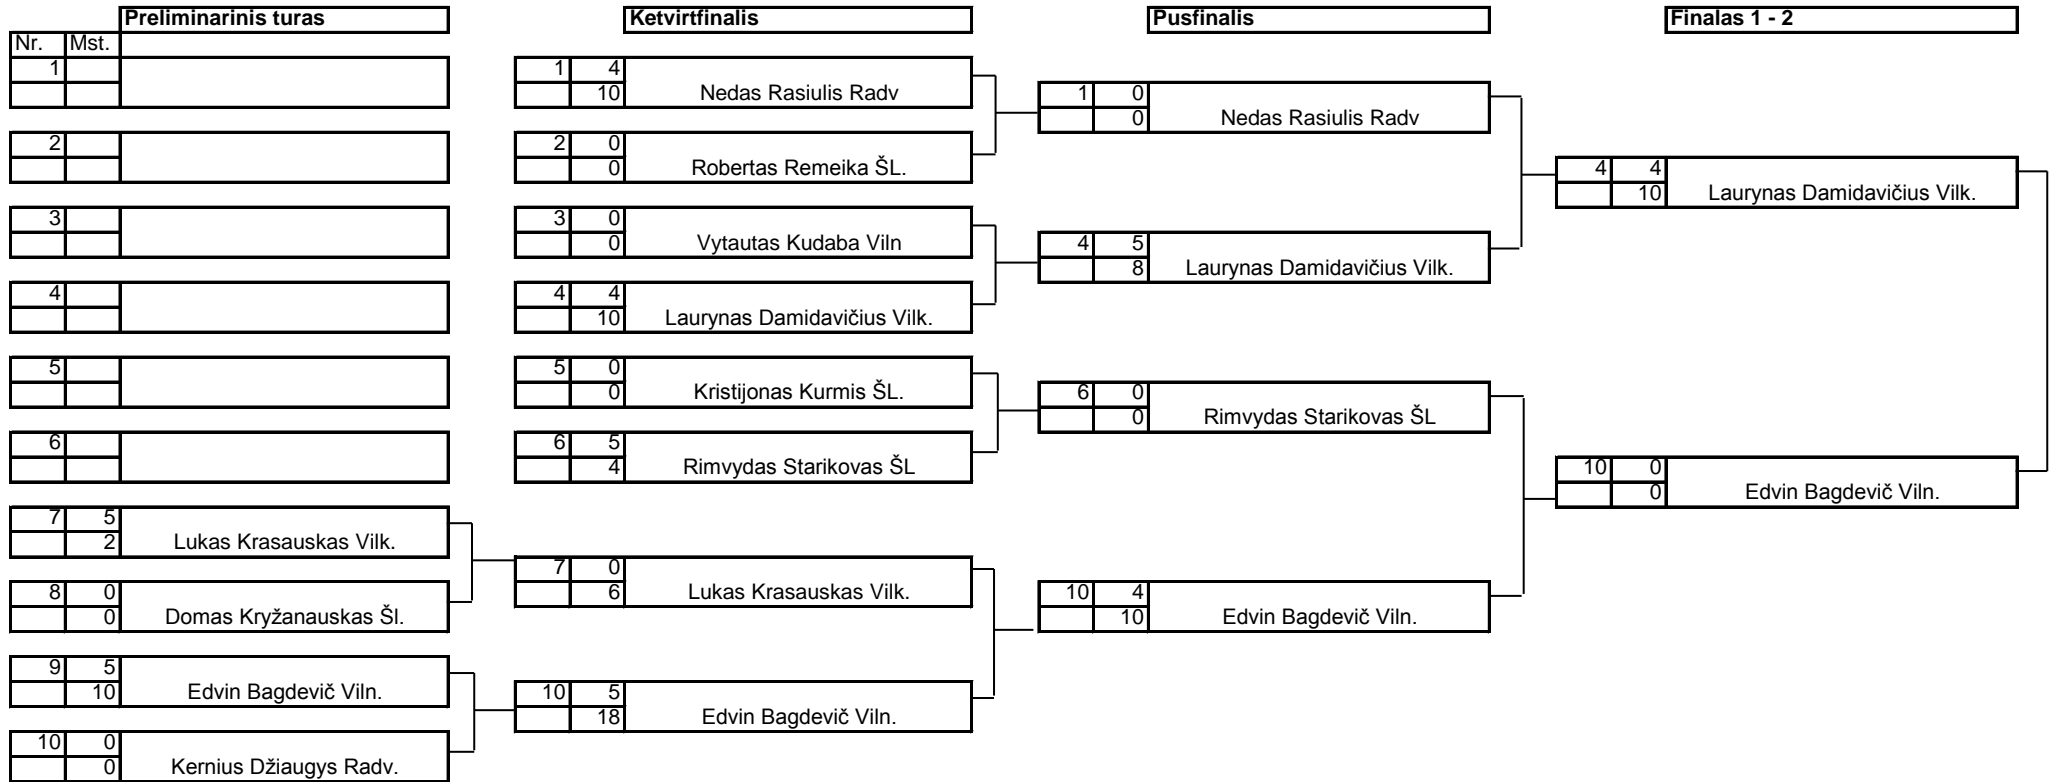 Preliminarinis turas Ketvirtfinalis Pusfinalis Finalas 1 - 2
Nr. Mst.
1
2
3
4
5
6
7 5
2 Lukas Krasauskas Vilk.
8 0
0 Domas Kryžanauskas Šl.
9 5
10 Edvin Bagdevič Viln.
10 0
0 Kernius Džiaugys Radv.
1 4
10 Nedas Rasiulis Radv
2 0
0 Robertas Remeika ŠL.
3 0
0 Vytautas Kudaba Viln
4 4
10 Laurynas Damidavičius Vilk.
5 0
0 Kristijonas Kurmis ŠL.
6 5
4 Rimvydas Starikovas ŠL
7 0
6 Lukas Krasauskas Vilk.
10 5
18 Edvin Bagdevič Viln.
1 0
0 Nedas Rasiulis Radv
4 5
8 Laurynas Damidavičius Vilk.
6 0
0 Rimvydas Starikovas ŠL
10 4
10 Edvin Bagdevič Viln.
4 4
10 Laurynas Damidavičius Vilk.
10 0
0 Edvin Bagdevič Viln.